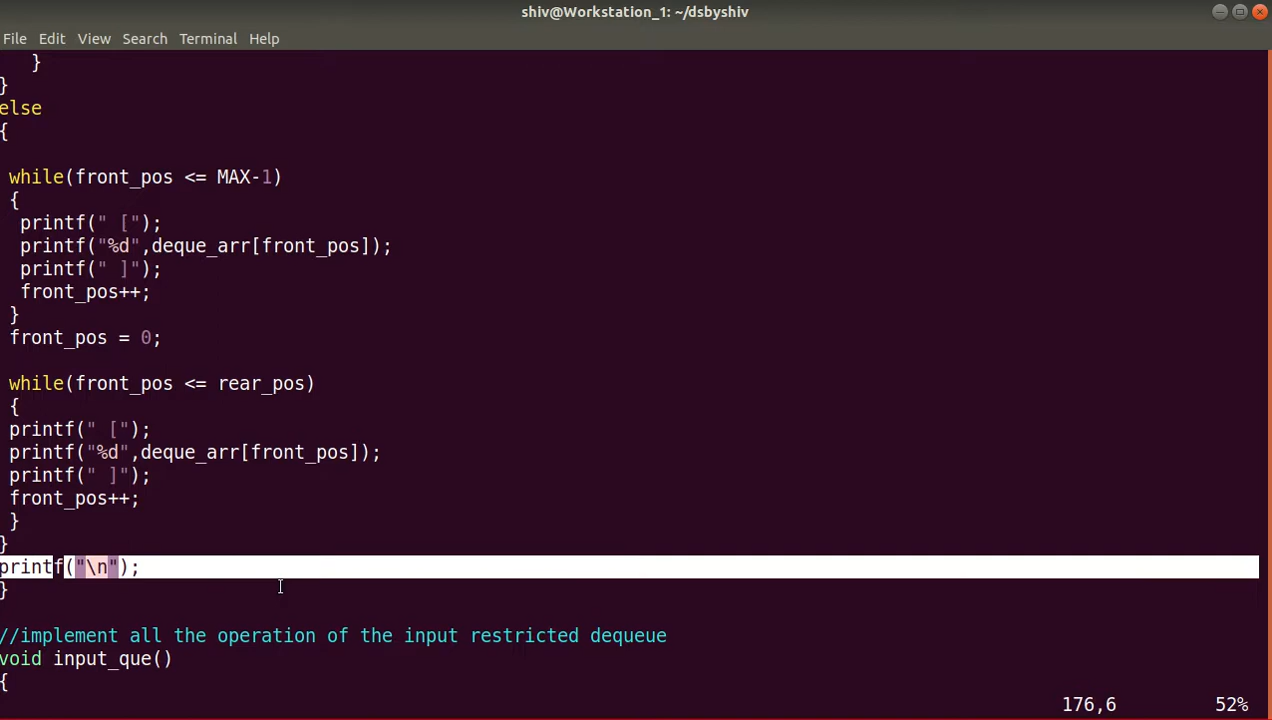 shiv@Workstation_1: ~/dsbyshiv
File Edit View Search Terminal Help
}
}
else
{
while(front_pos <= MAX-1)
{
printf(" [");
printf("%d",deque_arr[front_pos]);
printf(" ]");
front_pos++;
}
front_pos = 0;
while(front_pos <= rear_pos)
{
printf(" [");
printf("%d",deque_arr[front_pos]);
printf(" ]");
front_pos++;
}
}
printf("\n");
}
//implement all the operation of the input restricted dequeue
void input_que()
{
176,6 52%